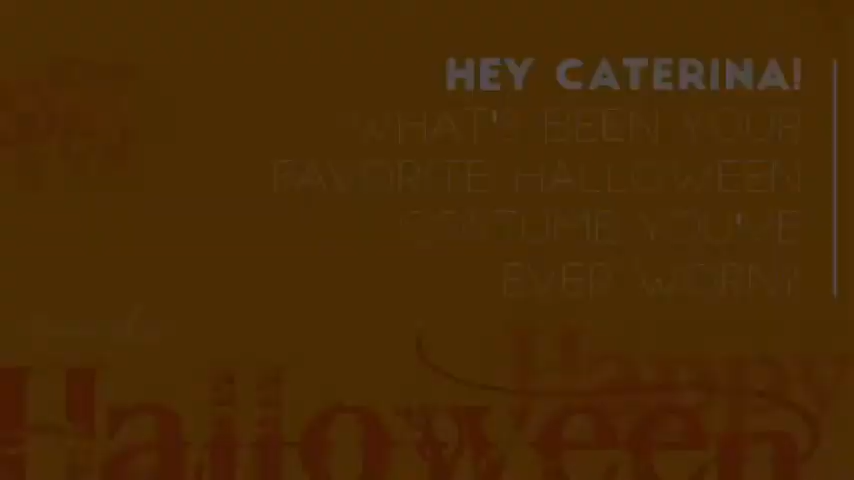 HEY CATERINA!
WHAT'S BEEN YOUR
FAVORITE HALLOWEEN
COSTUME YOU'VE
EVER WORN?
Happy
Halloween